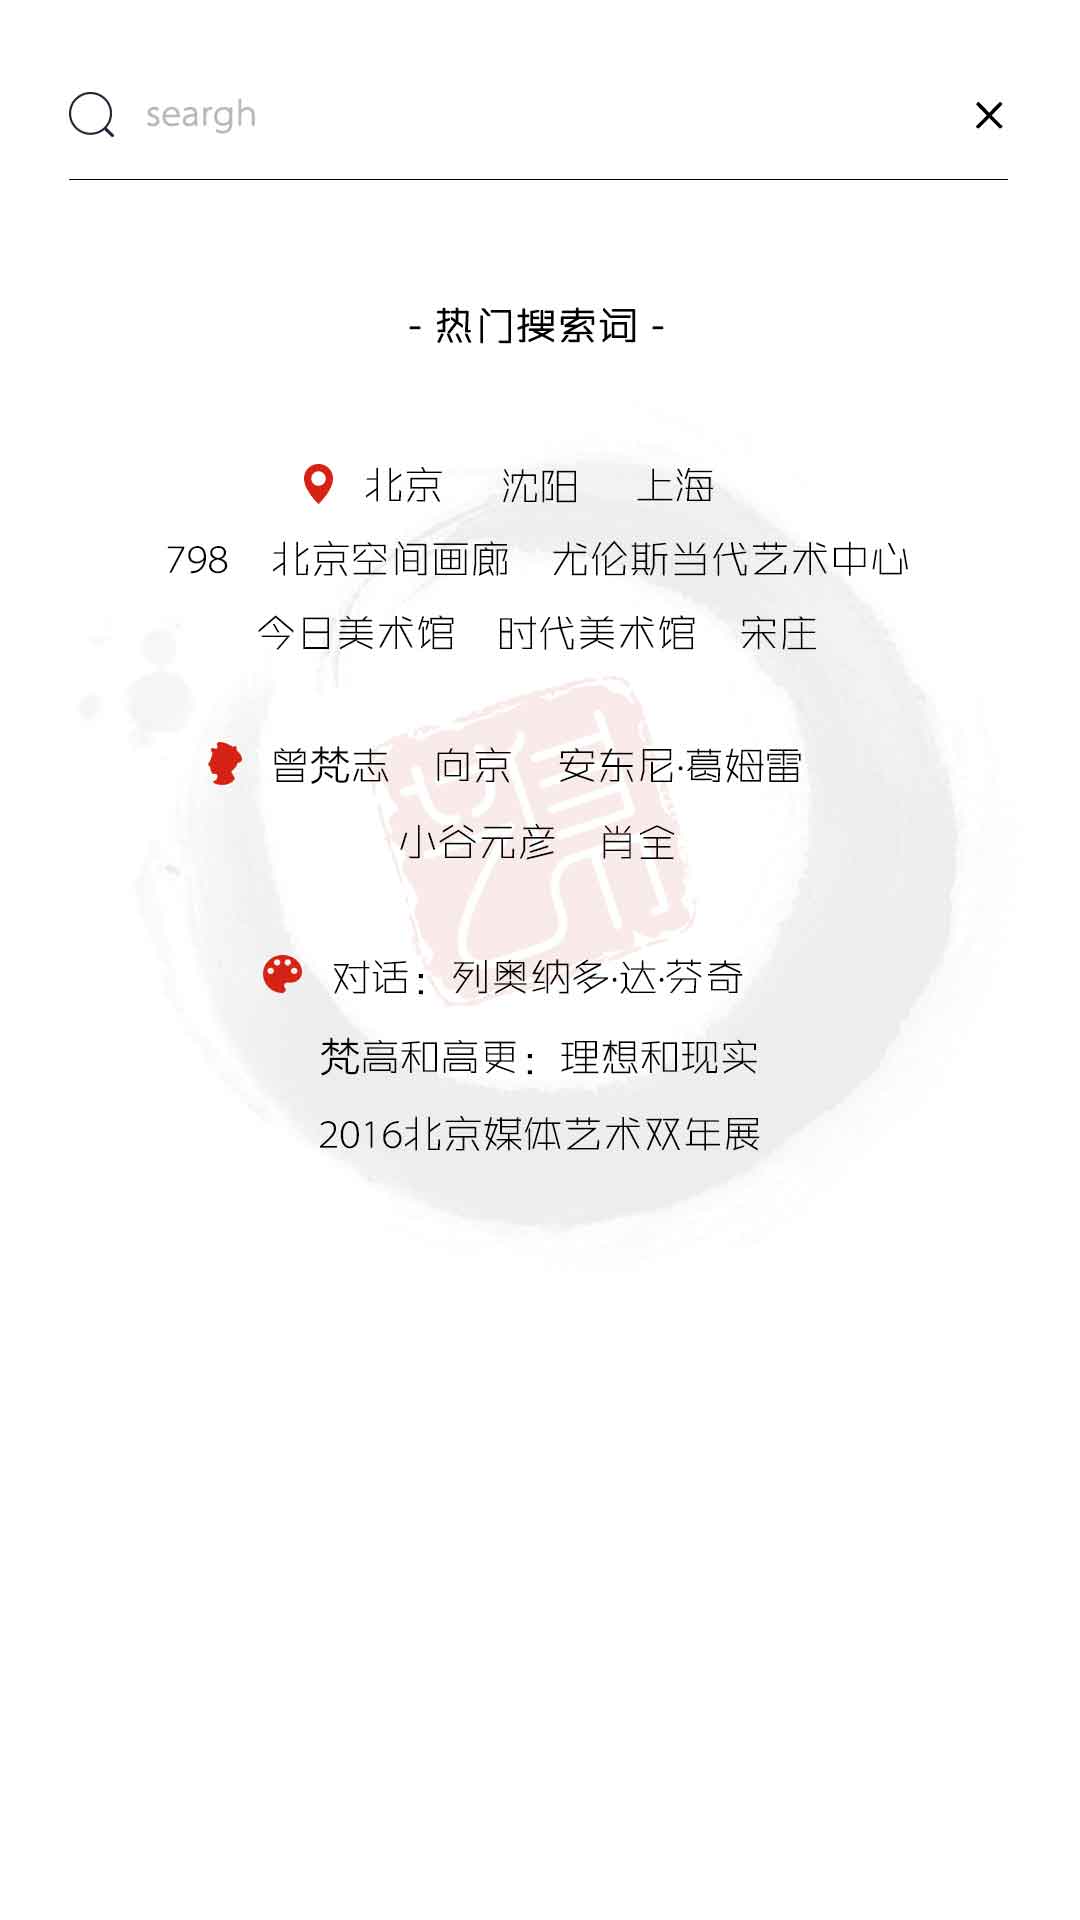 seargh
- 热门搜索词 -
北京 沈阳 上海
798 北京空间画廊 尤伦斯当代艺术中心
今日美术馆 时代美术馆 宋庄
曾梵志 向京 安东尼·葛姆雷
小谷元彦 肖全
对话：列奥纳多·达·芬奇
梵高和高更：理想和现实
2016北京媒体艺术双年展